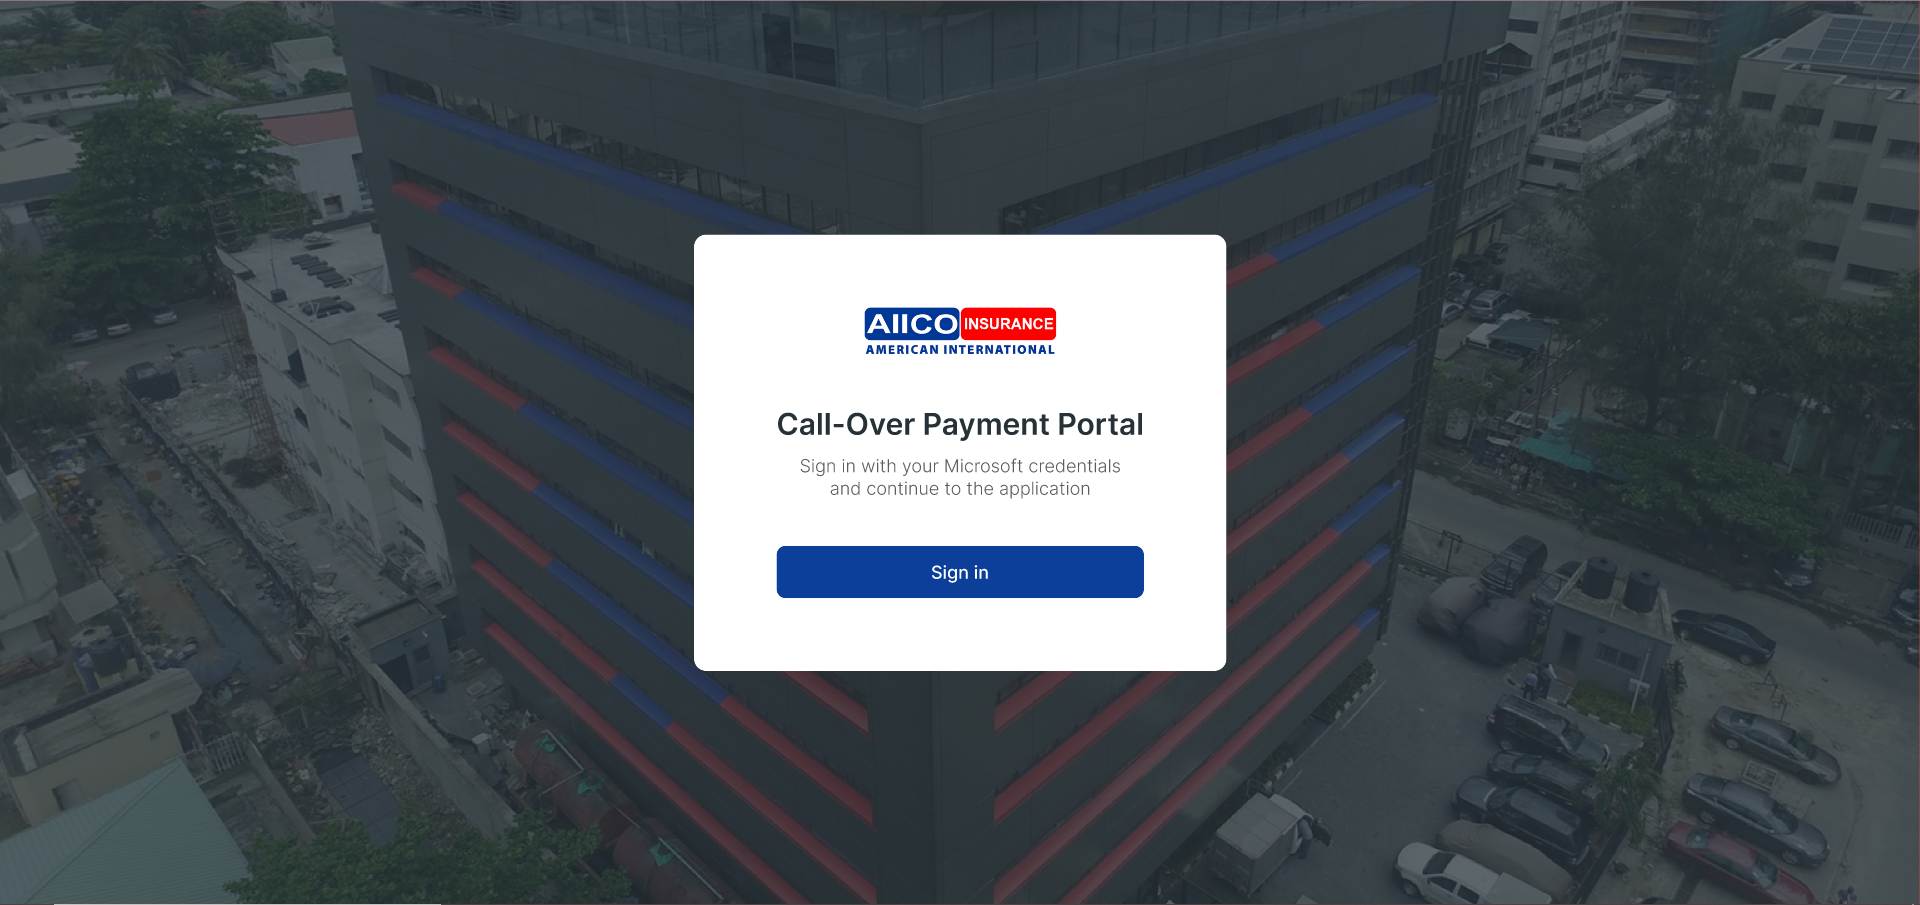 AIICO INSURANCE
AMERICAN INTERNATIONAL
Call-Over Payment Portal
Sign in with your Microsoft credentials
and continue to the application
Sign in